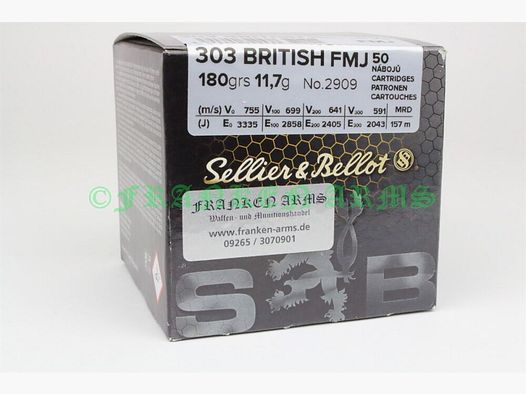 303 BRITISH FMJ 50
NÁBOJŮ
180grs 11,7g No.2909 CARTRIDGES
PATRONEN
CARTOUCHES
(m/s) V0 755 V100 699 V200 641 V300 591 MRD
(J) E0 3335 E100 2858 E200 2405 E300 2043 157 m
Sellier & Bellot SB
©FRANKEN ARMS
FRANKEN ARMS
Waffen- und Munitionshandel
www.franken-arms.de
09265 / 3070901
S B